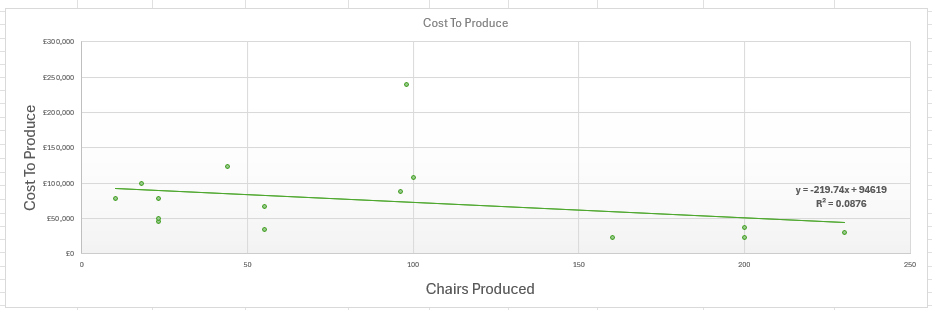 Cost To Produce
£300,000
£250,000
£200,000
£150,000
£100,000
£50,000
£0
Cost To Produce
y = -219.74x + 94619
R² = 0.0876
0 50 100 150 200 250
Chairs Produced